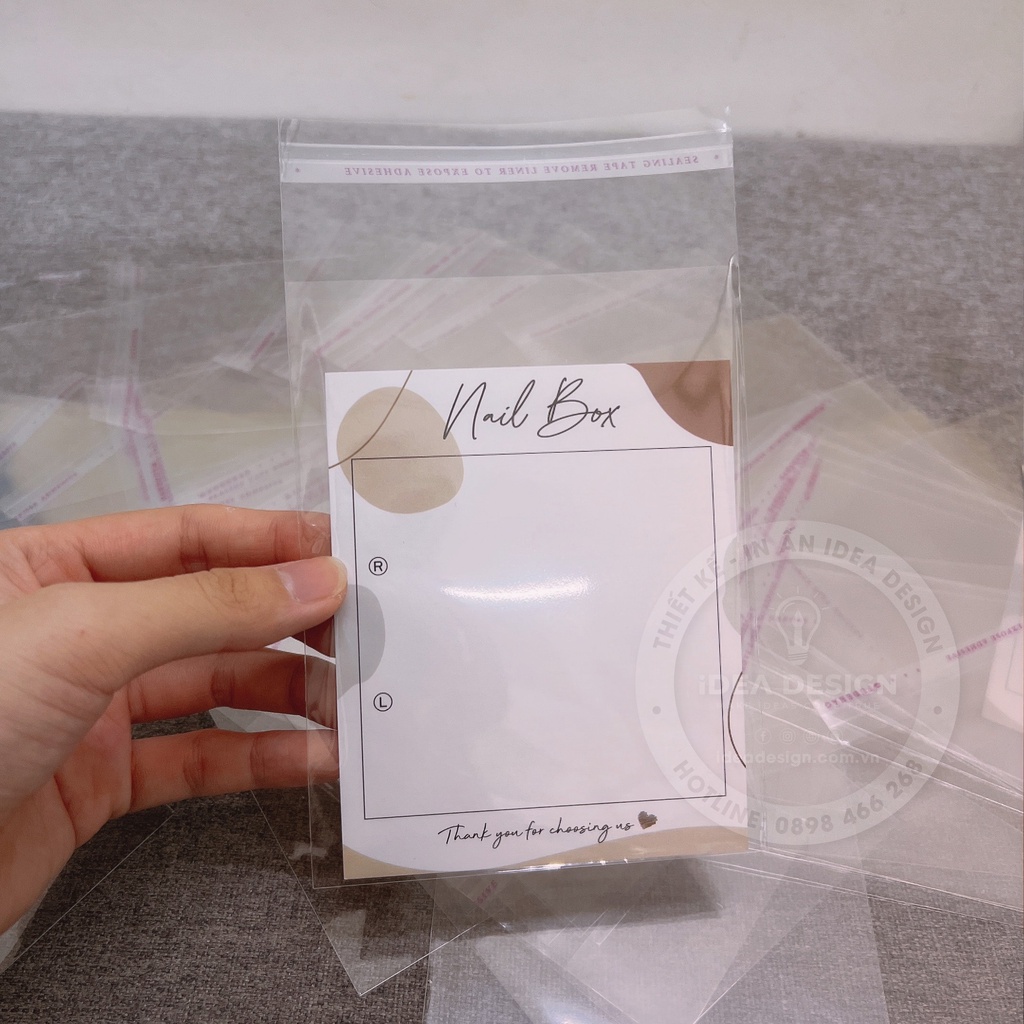 SEALING TAPE REMOVE LINER TO EXPOSE ADHESIVE
Nail Box
R
L
Thank you for choosing us
THIẾT KẾ - IN ẤN IDEA DESIGN
iDEA DESIGN
ideadesign.com.vn
HOTLINE: 0898 466 268